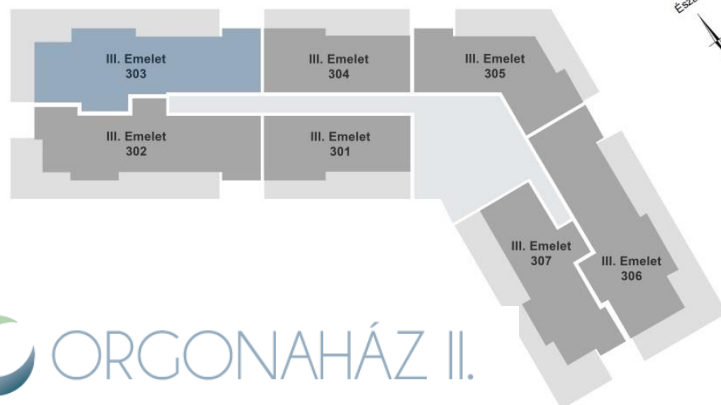 Észa
III. Emelet
303
III. Emelet
304
III. Emelet
305
III. Emelet
302
III. Emelet
301
III. Emelet
307
III. Emelet
306
ORGONAHÁZ II.